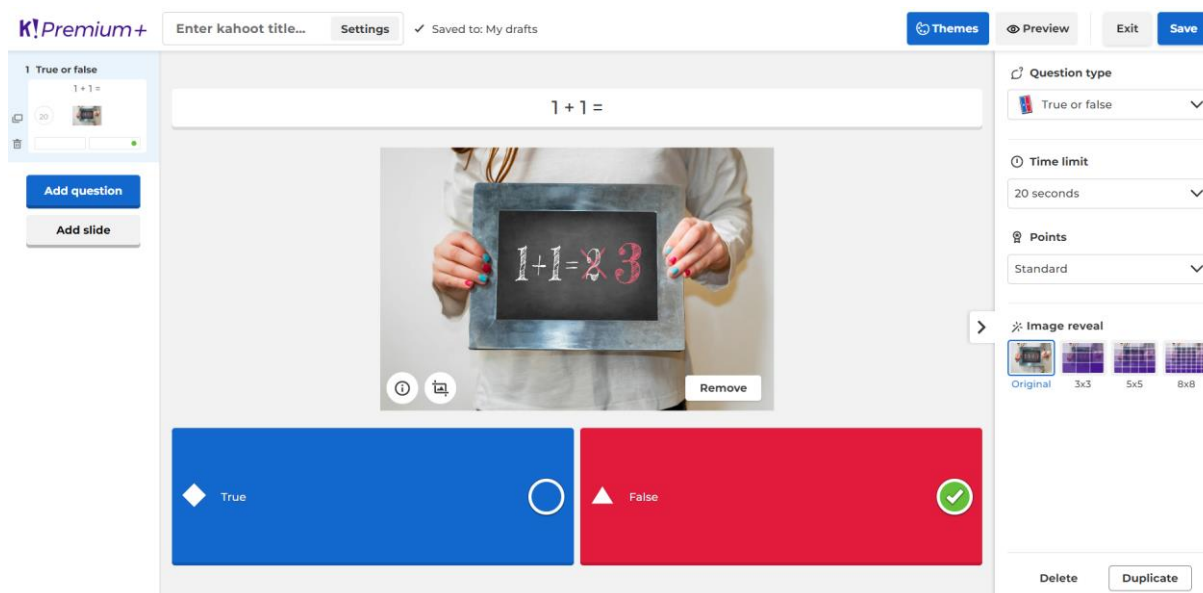 K! Premium+
Enter kahoot title...
Settings
Saved to: My drafts
Themes
Preview
Exit
Save
1 True or false
1 + 1 =
20
Add question
Add slide
1 + 1 =
1+1=2 3
Remove
True
False
Question type
True or false
Time limit
20 seconds
Points
Standard
Image reveal
Original 3x3 5x5 8x8
Delete
Duplicate